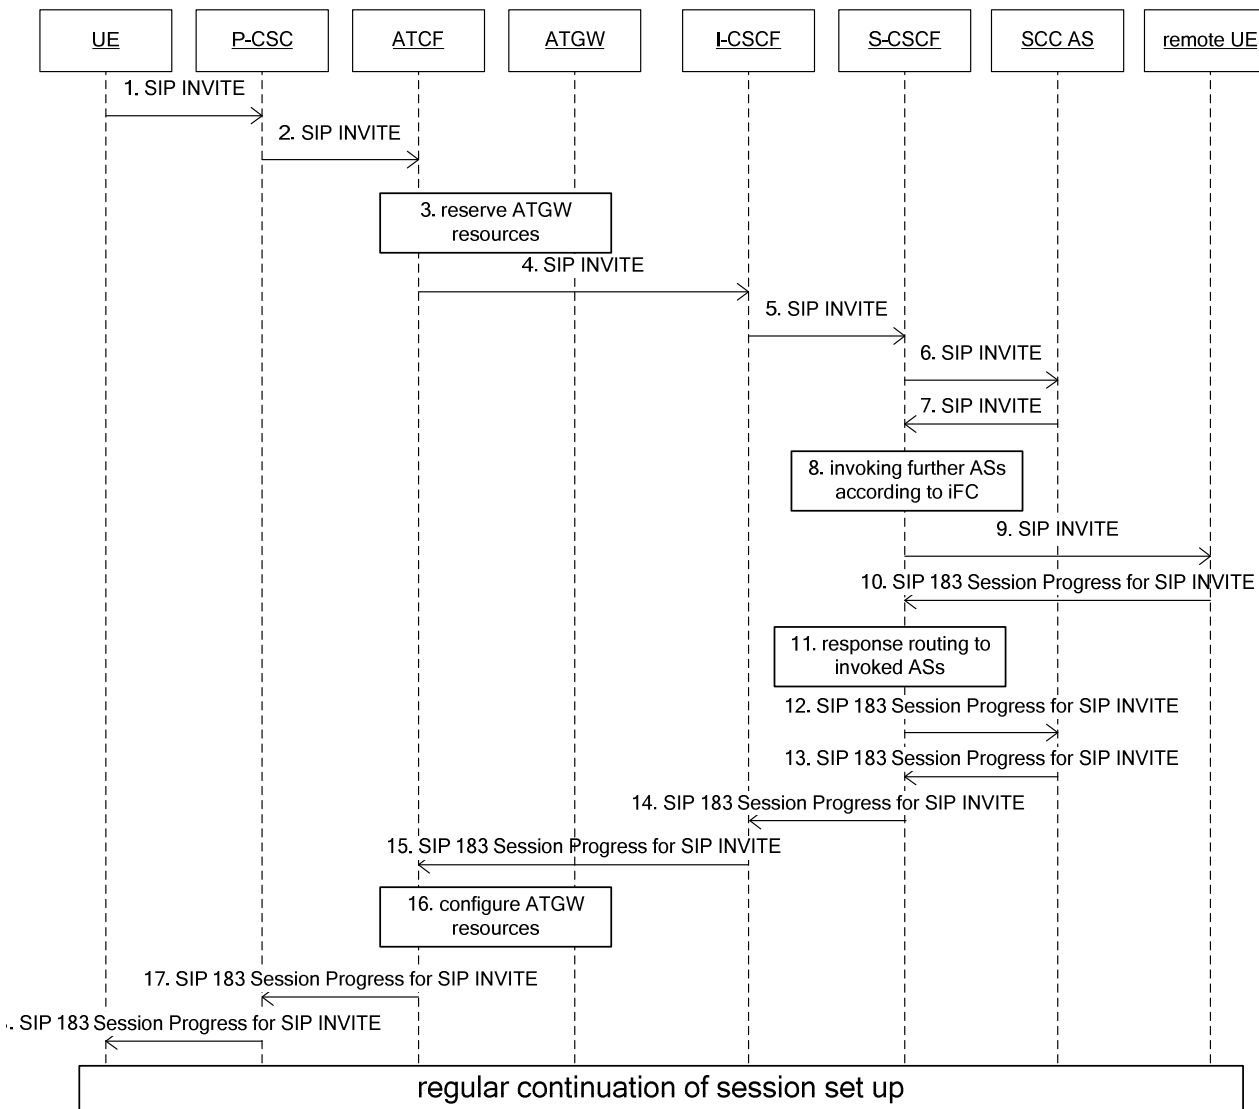 UE
P-CSC
ATCF
ATGW
I-CSCF
S-CSCF
SCC AS
remote UE
1. SIP INVITE
2. SIP INVITE
3. reserve ATGW
resources
4. SIP INVITE
5. SIP INVITE
6. SIP INVITE
7. SIP INVITE
8. invoking further ASs
according to iFC
9. SIP INVITE
10. SIP 183 Session Progress for SIP INVITE
11. response routing to
invoked ASs
12. SIP 183 Session Progress for SIP INVITE
13. SIP 183 Session Progress for SIP INVITE
14. SIP 183 Session Progress for SIP INVITE
15. SIP 183 Session Progress for SIP INVITE
16. configure ATGW
resources
17. SIP 183 Session Progress for SIP INVITE
. SIP 183 Session Progress for SIP INVITE
regular continuation of session set up